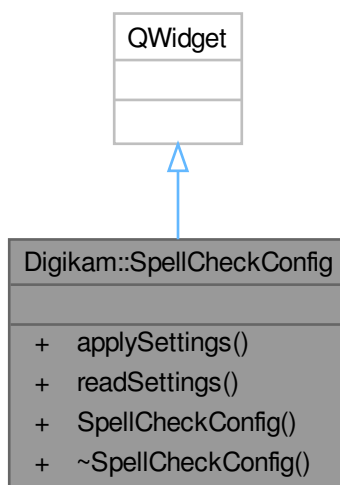 QWidget
Digikam::SpellCheckConfig
+ applySettings()
+ readSettings()
+ SpellCheckConfig()
+ ~SpellCheckConfig()